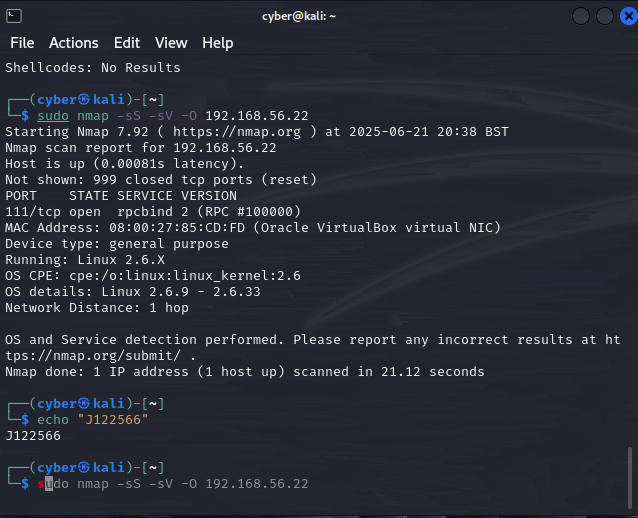 cyber@kali: ~
File Actions Edit View Help
Shellcodes: No Results
┌──(cyber㉿kali)-[~]
└─$ sudo nmap -sS -sV -O 192.168.56.22
Starting Nmap 7.92 ( https://nmap.org ) at 2025-06-21 20:38 BST
Nmap scan report for 192.168.56.22
Host is up (0.00081s latency).
Not shown: 999 closed tcp ports (reset)
PORT    STATE SERVICE VERSION
111/tcp open  rpcbind 2 (RPC #100000)
MAC Address: 08:00:27:85:CD:FD (Oracle VirtualBox virtual NIC)
Device type: general purpose
Running: Linux 2.6.X
OS CPE: cpe:/o:linux:linux_kernel:2.6
OS details: Linux 2.6.9 - 2.6.33
Network Distance: 1 hop
OS and Service detection performed. Please report any incorrect results at ht
tps://nmap.org/submit/ .
Nmap done: 1 IP address (1 host up) scanned in 21.12 seconds
┌──(cyber㉿kali)-[~]
└─$ echo "J122566"
J122566
┌──(cyber㉿kali)-[~]
└─$ sudo nmap -sS -sV -O 192.168.56.22